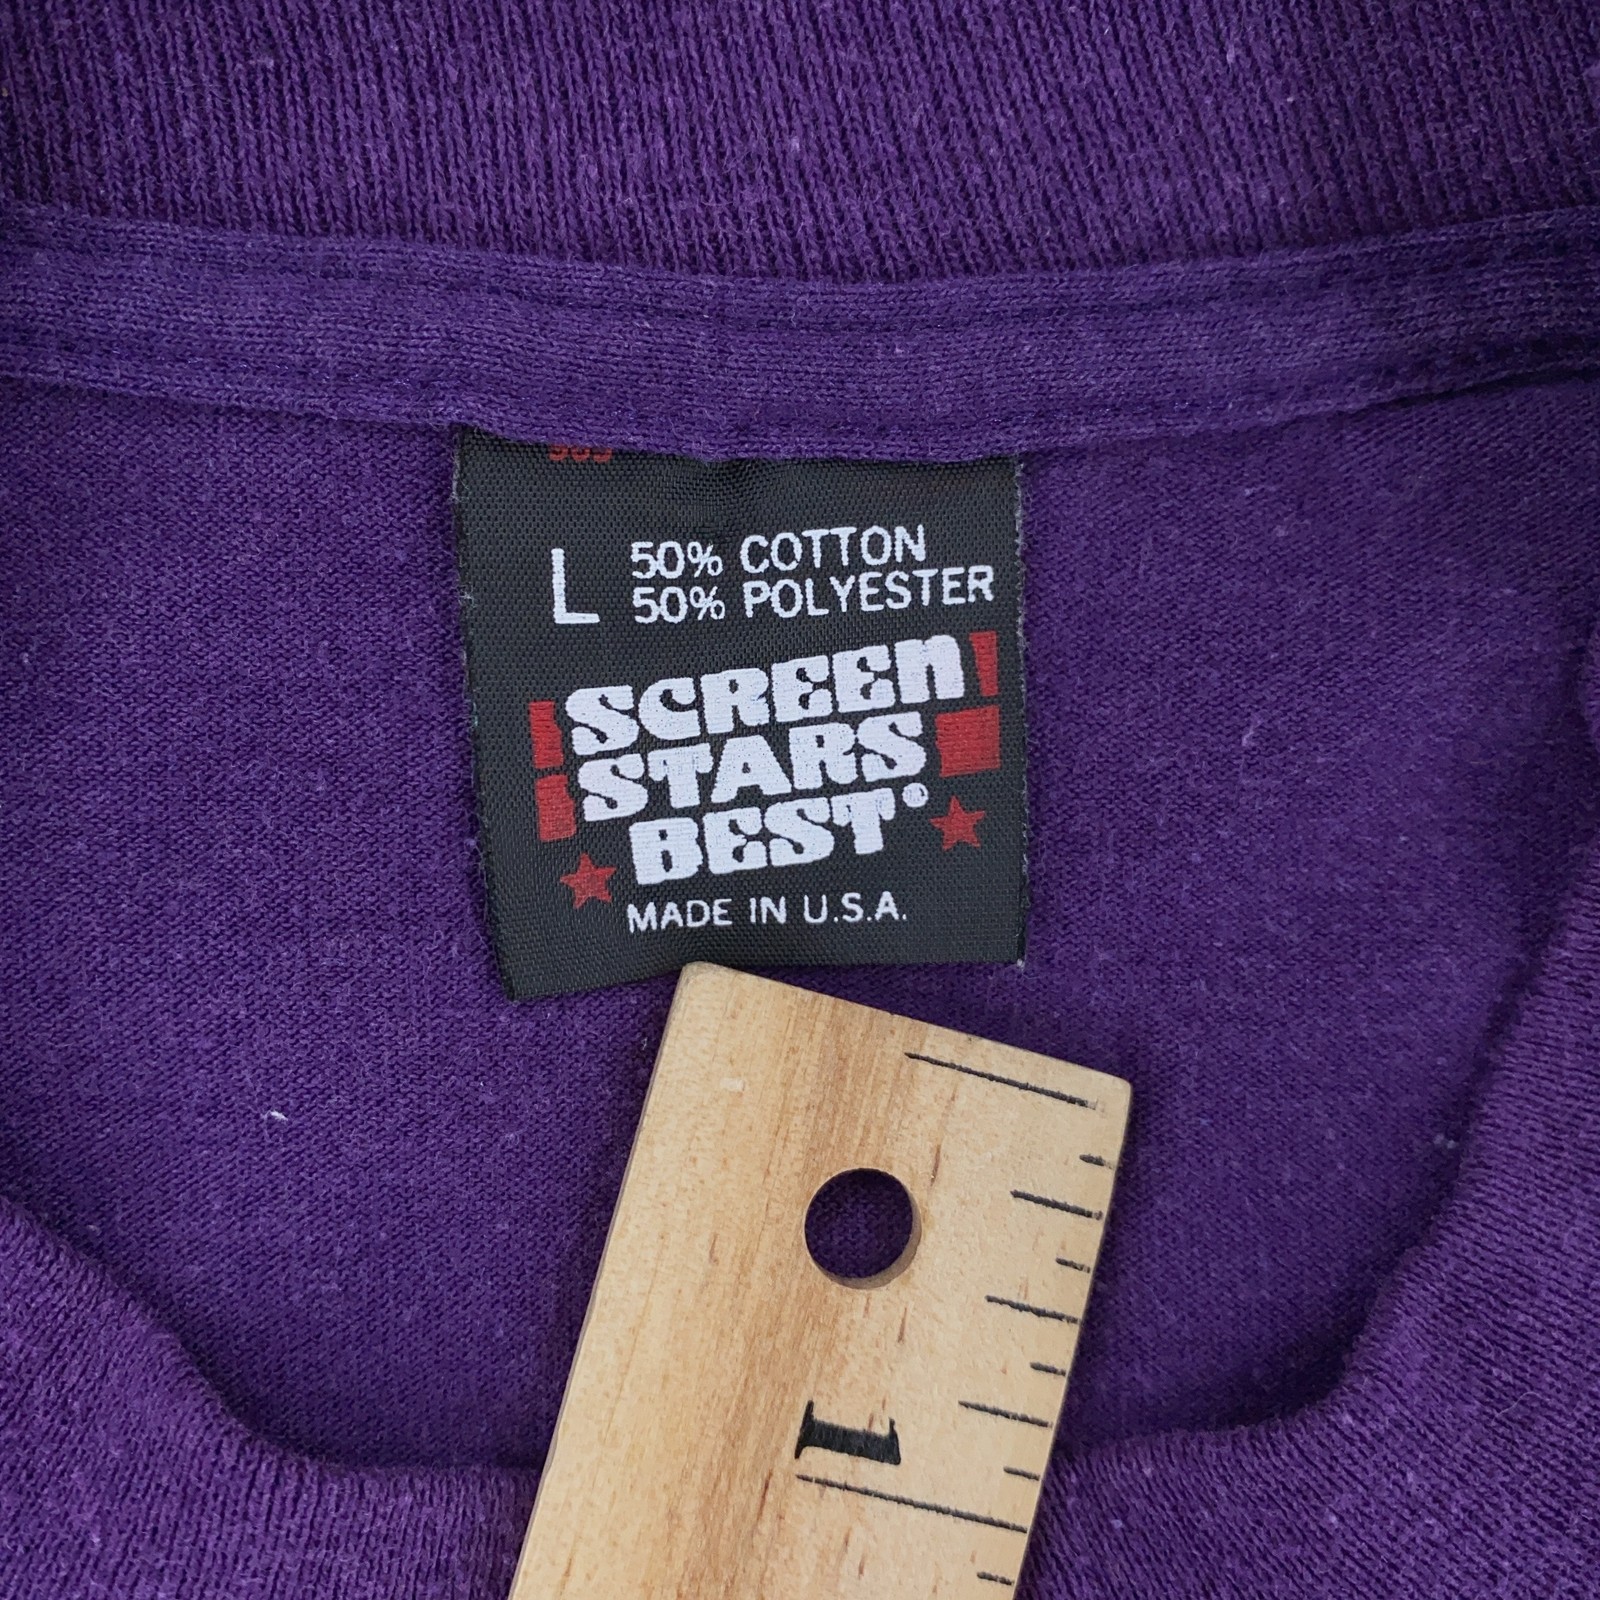 L 50% COTTON
50% POLYESTER
SCREEN
STARS
BEST®
MADE IN U.S.A.
1